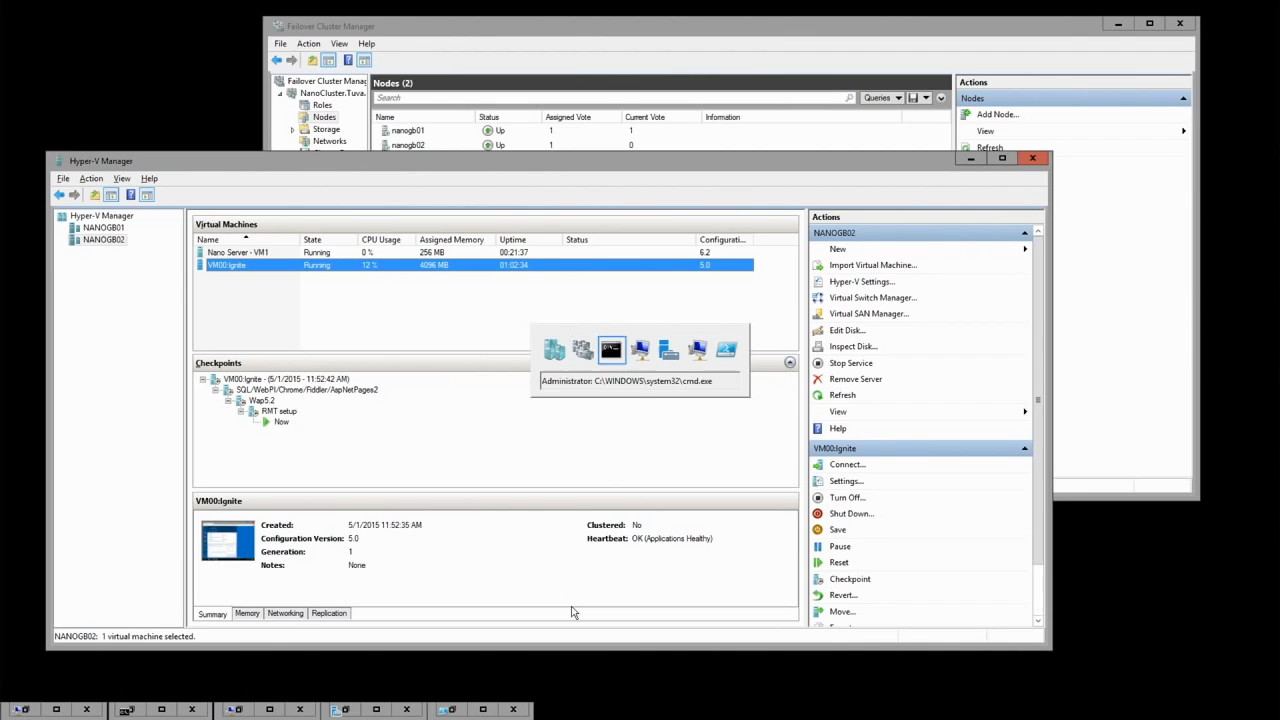 Failover Cluster Manager
File Action View Help
Failover Cluster Manag
NanoCluster.Tuva.
Roles
Nodes
Storage
Networks
Nodes (2)
Search
Queries
Name Status Assigned Vote Current Vote Information
nanogb01 Up 1 1
nanogb02 Up 1 0
Actions
Nodes
Add Node...
View
Refresh
Hyper-V Manager
File Action View Help
Hyper-V Manager
NANOGB01
NANOGB02
Virtual Machines
Name State CPU Usage Assigned Memory Uptime Status Configurati...
Nano Server - VM1 Running 0 % 256 MB 00:21:37 6.2
VM00:Ignite Running 12 % 4096 MB 01:02:34 5.0
Administrator: C:\WINDOWS\system32\cmd.exe
Checkpoints
VM00:Ignite - (5/1/2015 - 11:52:42 AM)
SQL/WebPI/Chrome/Fiddler/AspNetPagea2
Wap5.2
RMT setup
Now
VM00:Ignite
Created: 5/1/2015 11:52:35 AM Clustered: No
Configuration Version: 5.0 Heartbeat: OK (Applications Healthy)
Generation: 1
Notes: None
Summary Memory Networking Replication
Actions
NANOGB02
New
Import Virtual Machine...
Hyper-V Settings...
Virtual Switch Manager...
Virtual SAN Manager...
Edit Disk...
Inspect Disk...
Stop Service
Remove Server
Refresh
View
Help
VM00:Ignite
Connect...
Settings...
Turn Off...
Shut Down...
Save
Pause
Reset
Checkpoint
Revert...
Move...
NANOGB02: 1 virtual machine selected.